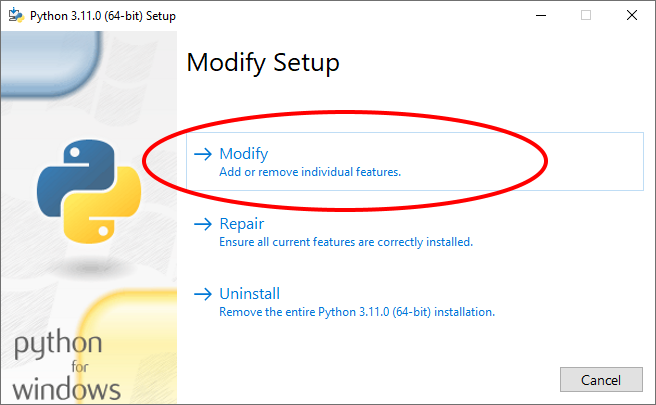 Python 3.11.0 (64-bit) Setup
Modify Setup
Modify
Add or remove individual features.
Repair
Ensure all current features are correctly installed.
Uninstall
Remove the entire Python 3.11.0 (64-bit) installation.
python
for
windows
Cancel